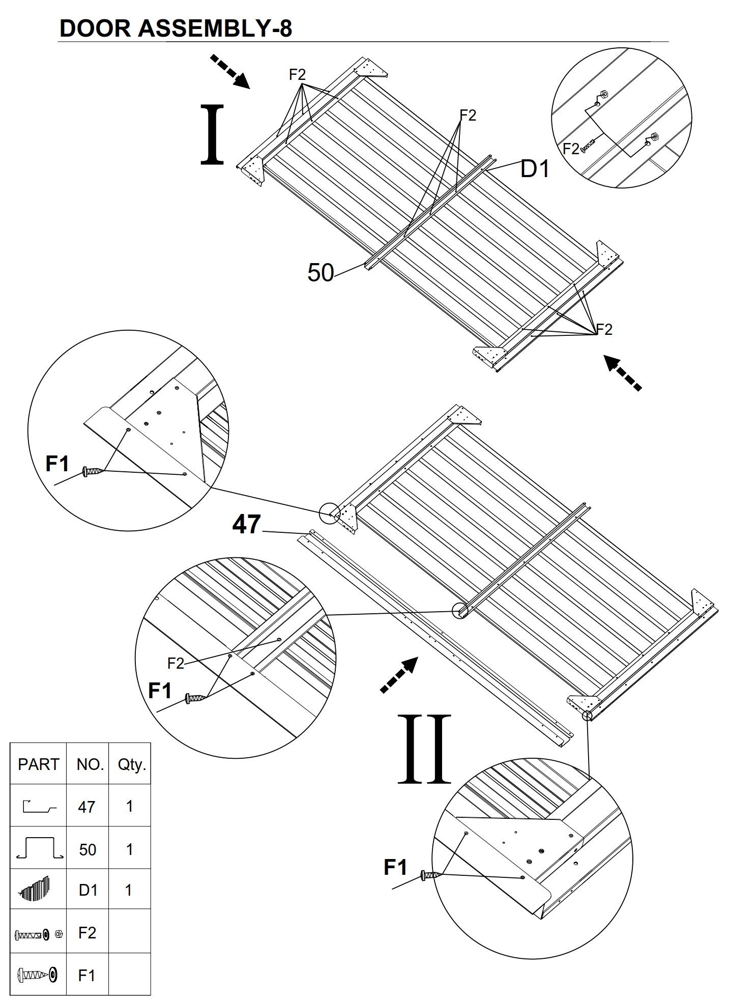 DOOR ASSEMBLY-8
F2
I
F2
F2
D1
50
F2
F1
47
F2
F1
II
F1
PART NO. Qty.
47 1
50 1
D1 1
F2
F1